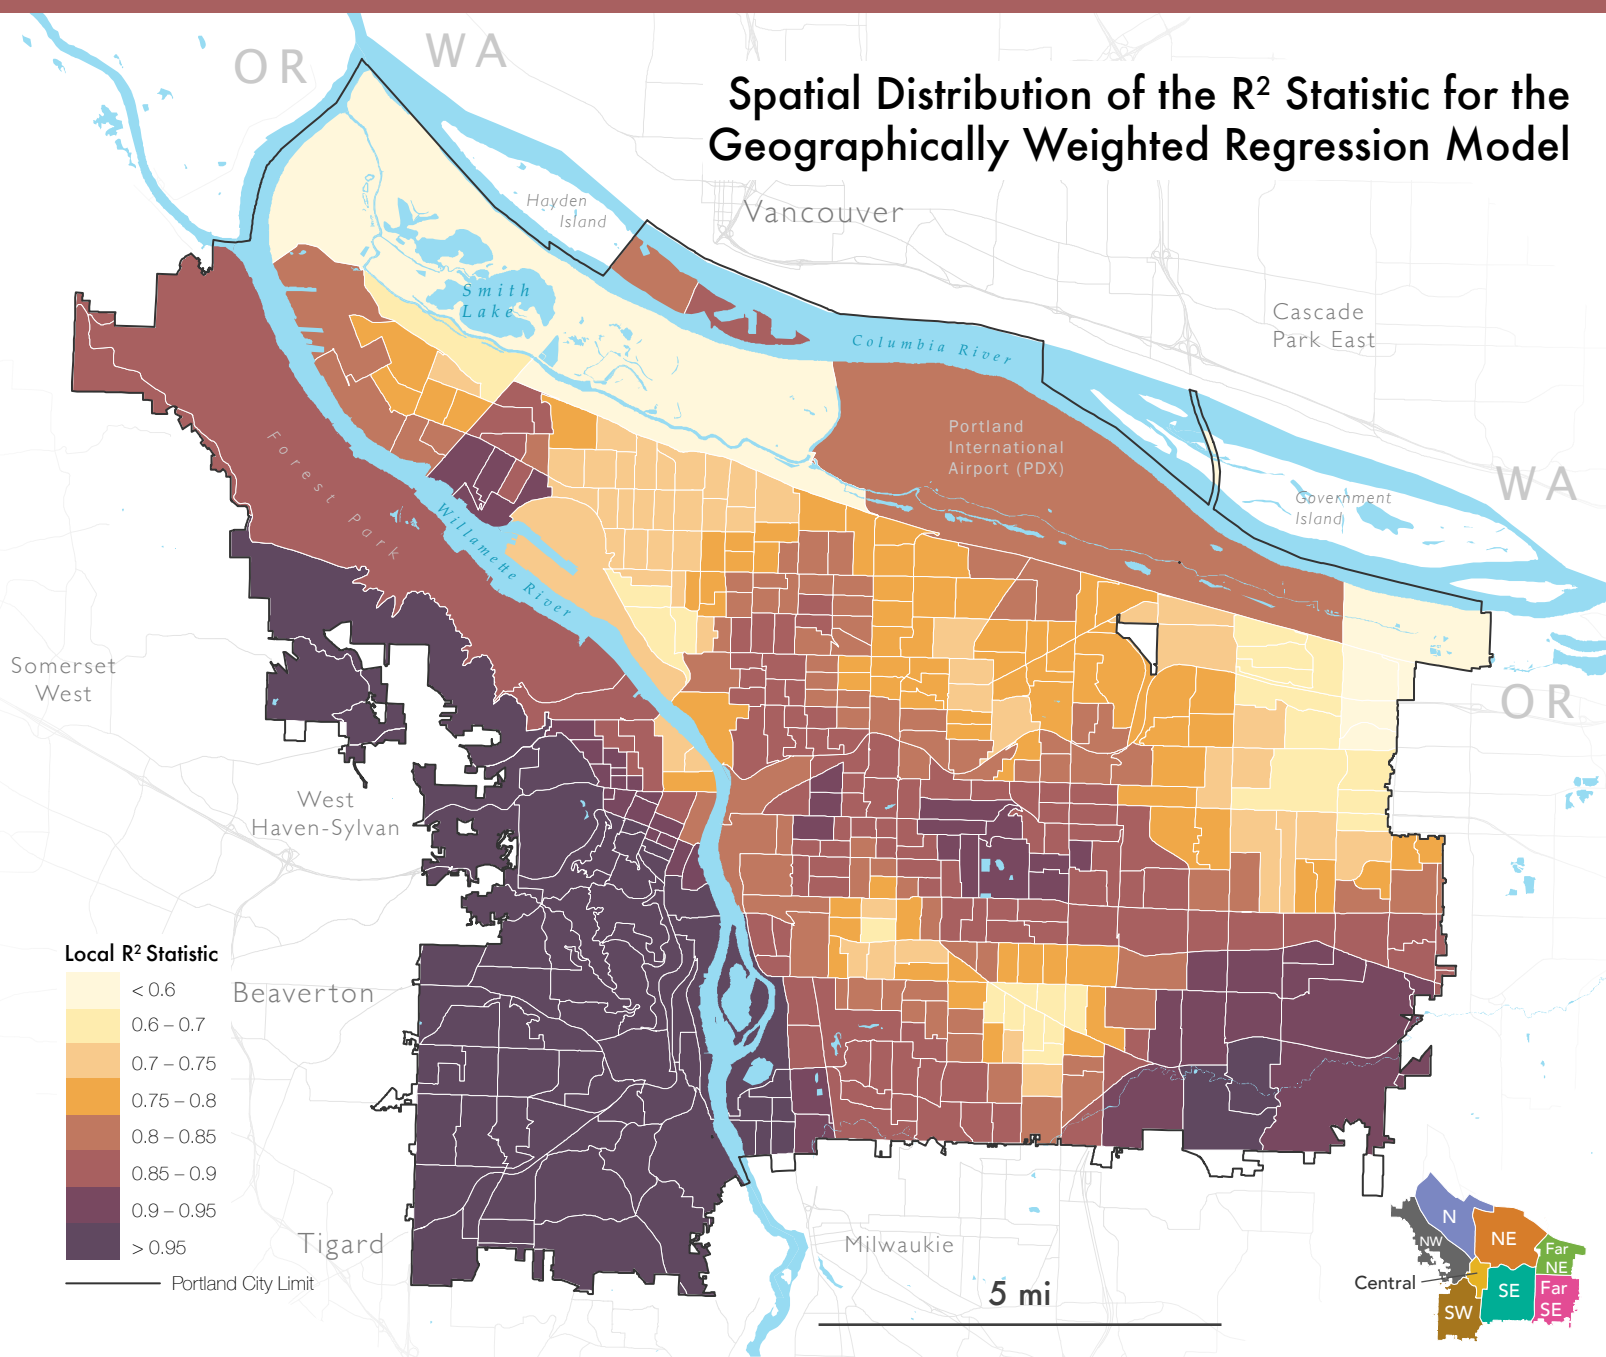 OR
WA
Spatial Distribution of the R² Statistic for the
Geographically Weighted Regression Model
Hayden
Island
Vancouver
Smith
Lake
Cascade
Park East
Columbia River
Portland
International
Airport (PDX)
Forest Park
WA
Government
Island
Willamette River
Somerset
West
OR
West
Haven-Sylvan
Local R² Statistic
< 0.6
0.6 – 0.7
0.7 – 0.75
0.75 – 0.8
0.8 – 0.85
0.85 – 0.9
0.9 – 0.95
> 0.95
Portland City Limit
Beaverton
Tigard
Milwaukie
5 mi
N
NW
NE
Far
NE
Central
SE
Far
SE
SW